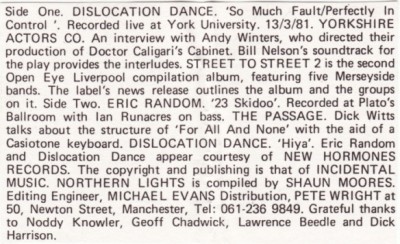 Side One. DISLOCATION DANCE. ‘So Much Fault/Perfectly In
Control ’. Recorded live at York University. 13/3/81. YORKSHIRE
ACTORS CO. An interview with Andy Winters, who directed their
production of Doctor Caligari’s Cabinet. Bill Nelson’s soundtrack for
the play provides the interludes. STREET TO STREET 2 is the second
Open Eye Liverpool compilation album, featuring five Merseyside
bands. The label’s news release outlines the album and the groups
on it. Side Two. ERIC RANDOM. ‘23 Skidoo’. Recorded at Plato’s
Ballroom with Ian Runacres on bass. THE PASSAGE. Dick Witts
talks about the structure of ‘For All And None’ with the aid of a
Casiotone keyboard. DISLOCATION DANCE. ‘Hiya’. Eric Random
and Dislocation Dance appear courtesy of NEW HORMONES
RECORDS. The copyright and publishing is that of INCIDENTAL
MUSIC. NORTHERN LIGHTS is compiled by SHAUN MOORES.
Editing Engineer, MICHAEL EVANS Distribution, PETE WRIGHT at
50, Newton Street, Manchester, Tel: 061-236 9849. Grateful thanks
to Noddy Knowler, Geoff Chadwick, Lawrence Beedle and Dick
Harrison.